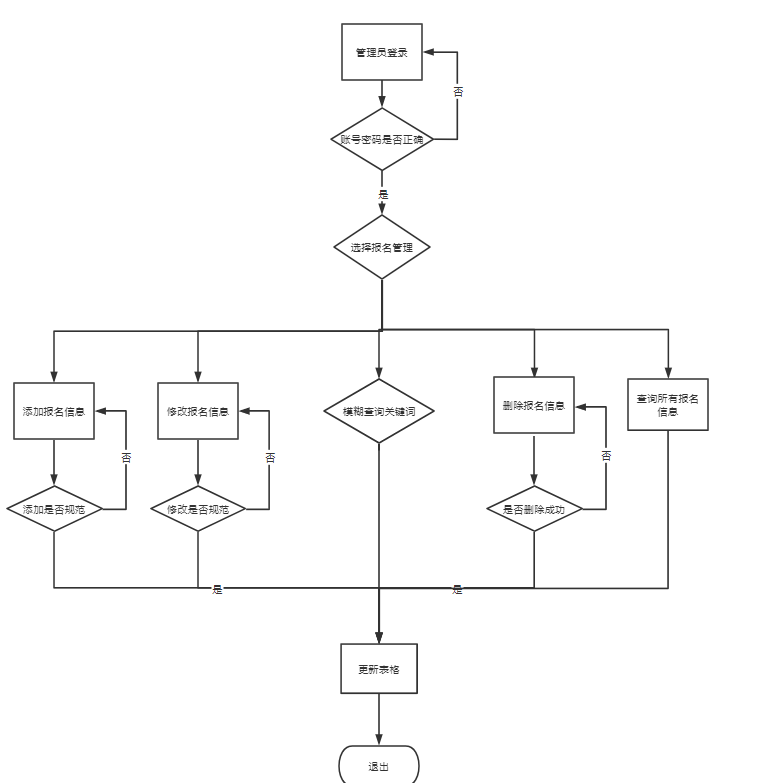 管理员登录
否
账号密码是否正确
是
选择报名管理
添加报名信息
修改报名信息
模糊查询关键词
删除报名信息
查询所有报名
信息
否
否
否
添加是否规范
修改是否规范
是否删除成功
是
是
更新表格
退出